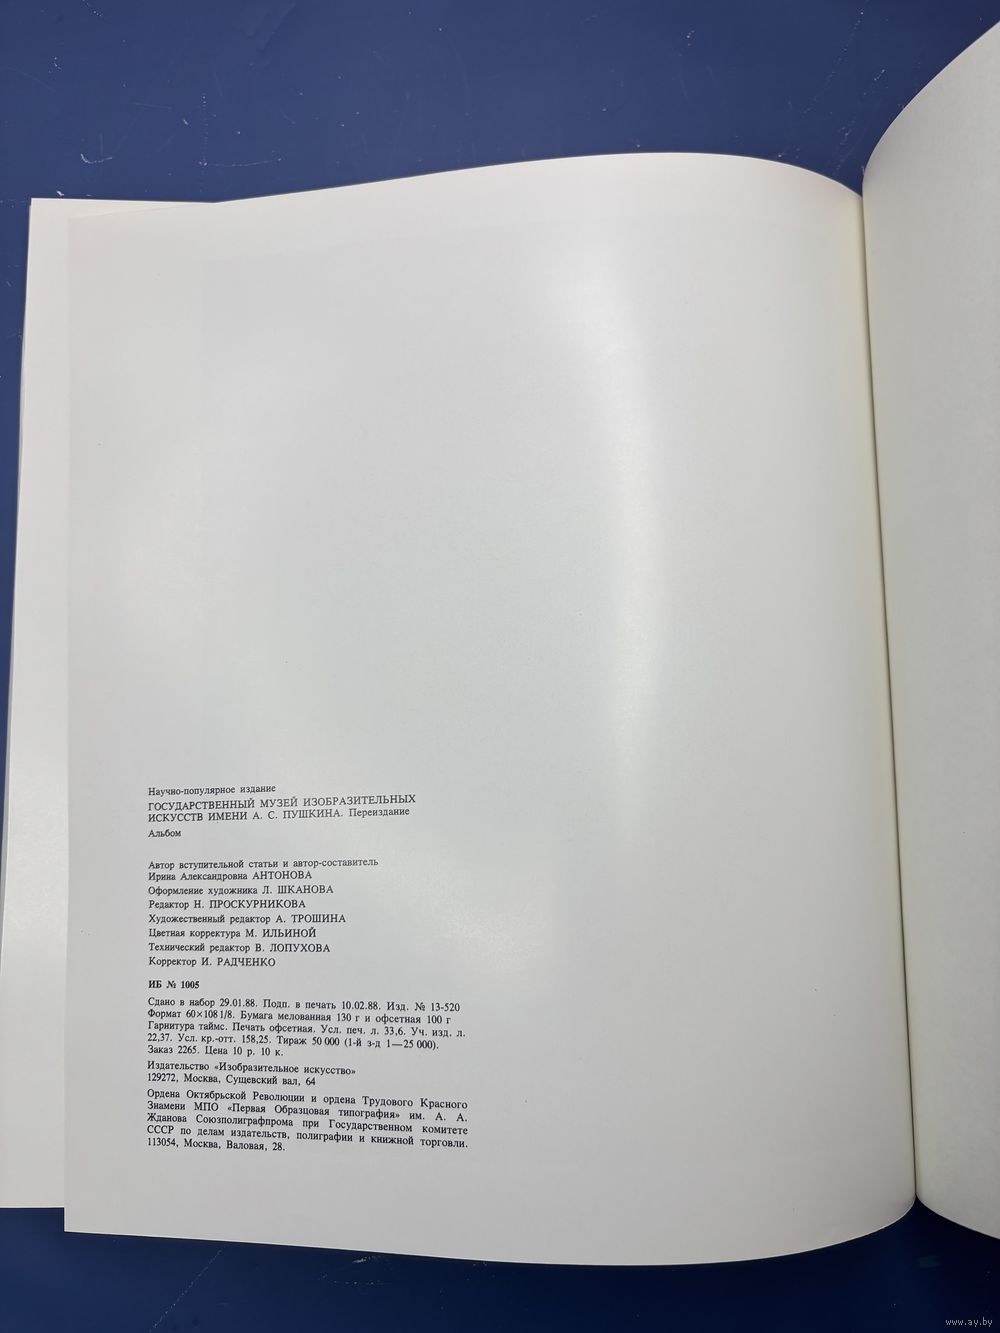 Научно-популярное издание
ГОСУДАРСТВЕННЫЙ МУЗЕЙ ИЗОБРАЗИТЕЛЬНЫХ
ИСКУССТВ ИМЕНИ А. С. ПУШКИНА. Переиздание
Альбом
Автор вступительной статьи и автор-составитель
Ирина Александровна АНТОНОВА
Оформление художника Л. ШКАНОВА
Редактор Н. ПРОСКУРНИКОВА
Художественный редактор А. ТРОШИНА
Цветная корректура М. ИЛЬИНОЙ
Технический редактор В. ЛОПУХОВА
Корректор И. РАДЧЕНКО
ИБ № 1005
Сдано в набор 29.01.88. Подп. в печать 10.02.88. Изд. № 13-520
Формат 60×108 1/8. Бумага мелованная 130 г и офсетная 100 г
Гарнитура таймс. Печать офсетная. Усл. печ. л. 33,6. Уч. изд. л.
22,37. Усл. кр.-отт. 158,25. Тираж 50 000 (1-й з-д 1—25 000).
Заказ 2265. Цена 10 р. 10 к.
Издательство «Изобразительное искусство»
129272, Москва, Сущевский вал, 64
Ордена Октябрьской Революции и ордена Трудового Красного
Знамени МПО «Первая Образцовая типография» им. А. А.
Жданова Союзполиграфпрома при Государственном комитете
СССР по делам издательств, полиграфии и книжной торговли.
113054, Москва, Валовая, 28.
www.ay.by